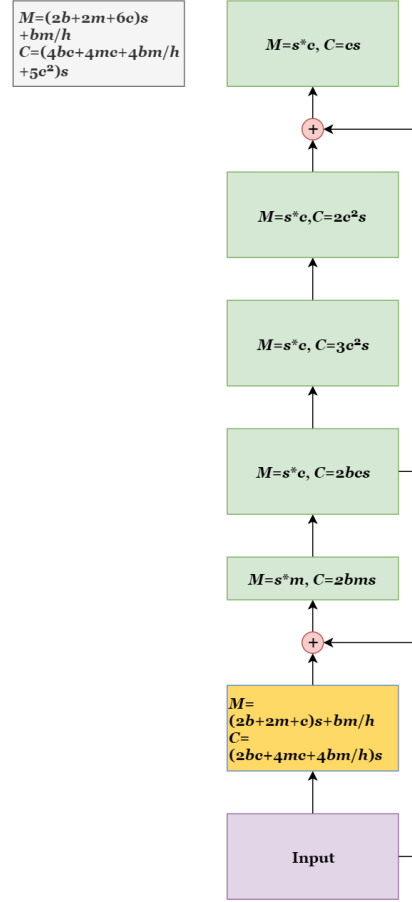 M=(2b+2m+6c)s
+bm/h
C=(4bc+4mc+4bm/h
+5c²)s
M=s*c, C=cs
+
M=s*c,C=2c²s
M=s*c, C=3c²s
M=s*c, C=2bcs
M=s*m, C=2bms
+
M=
(2b+2m+c)s+bm/h
C=
(2bc+4mc+4bm/h)s
Input